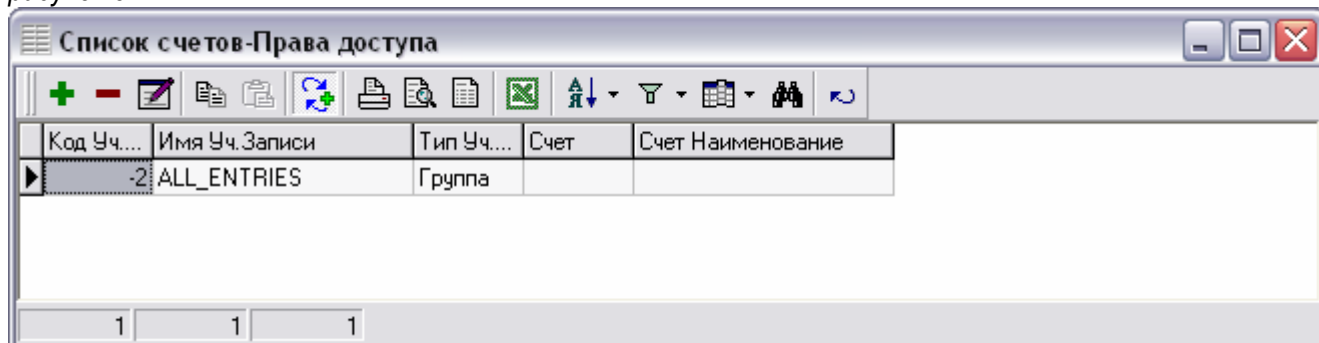 Список счетов-Права доступа
А Я
Код Уч.... Имя Уч.Записи Тип Уч.... Счет Счет Наименование
-2 ALL_ENTRIES Группа
1 1 1